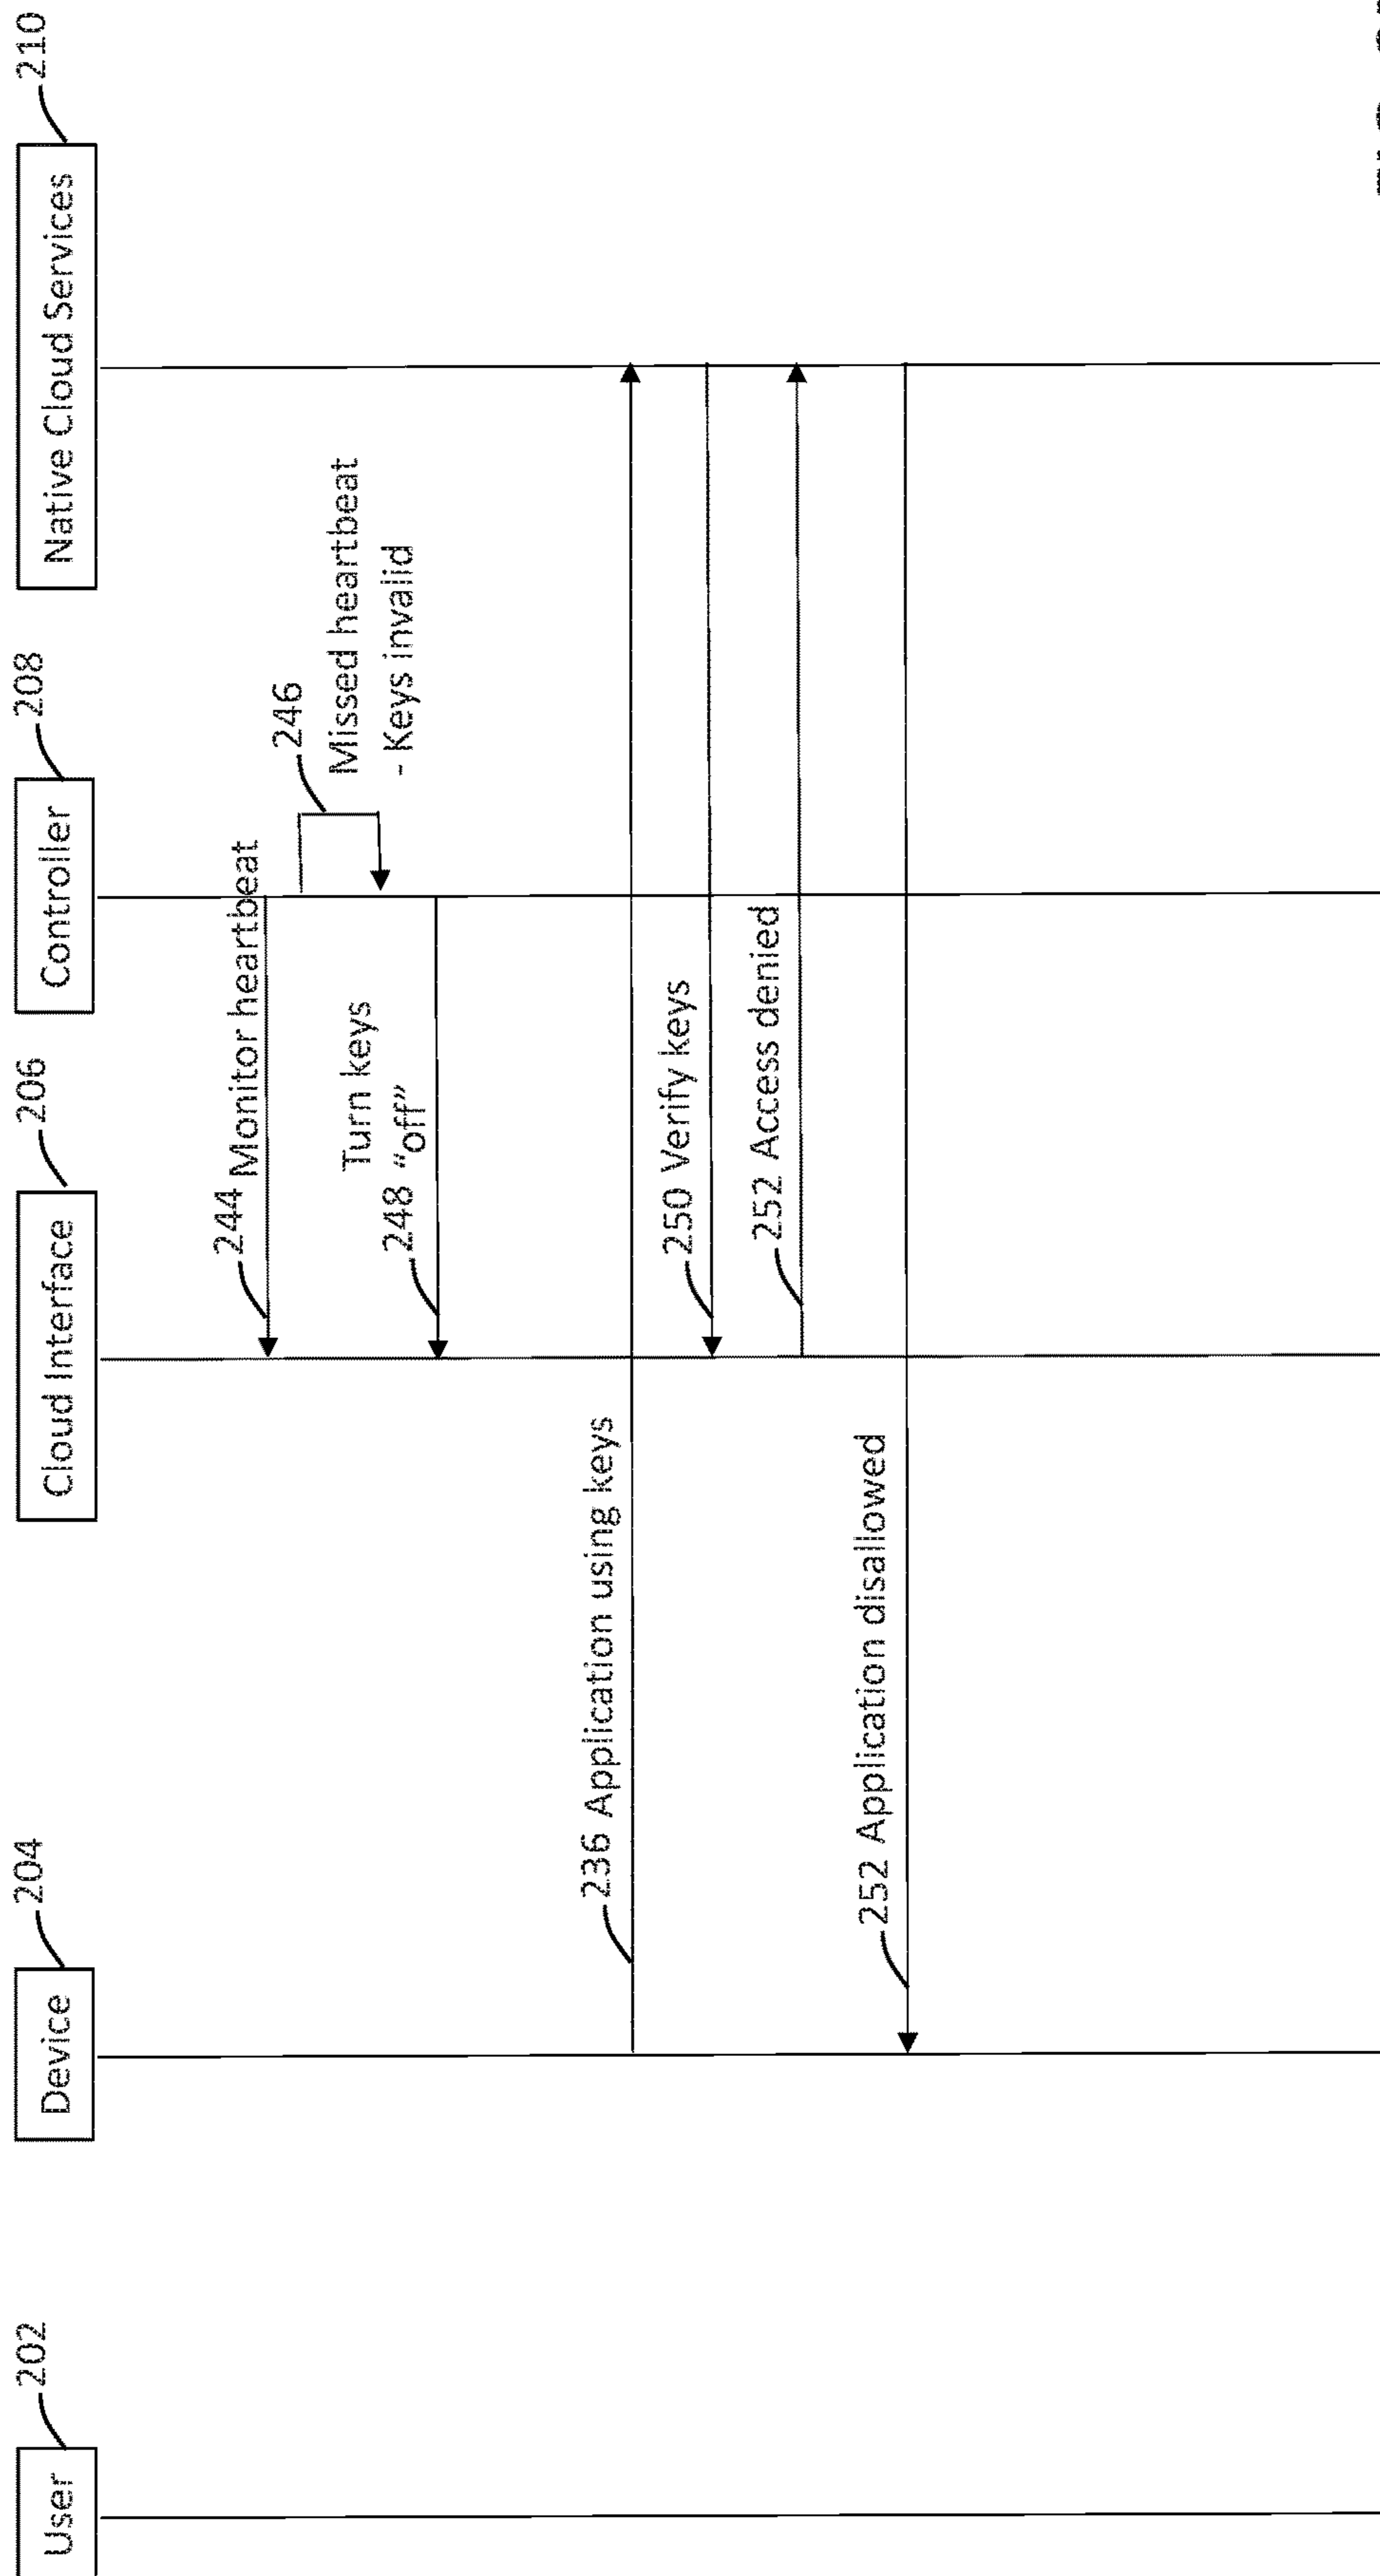 User
202
Device
204
Cloud Interface
206
Controller
208
Native Cloud Services
210
244 Monitor heartbeat
246
Missed heartbeat
- Keys invalid
Turn keys
248 "off"
236 Application using keys
250 Verify keys
252 Access denied
252 Application disallowed